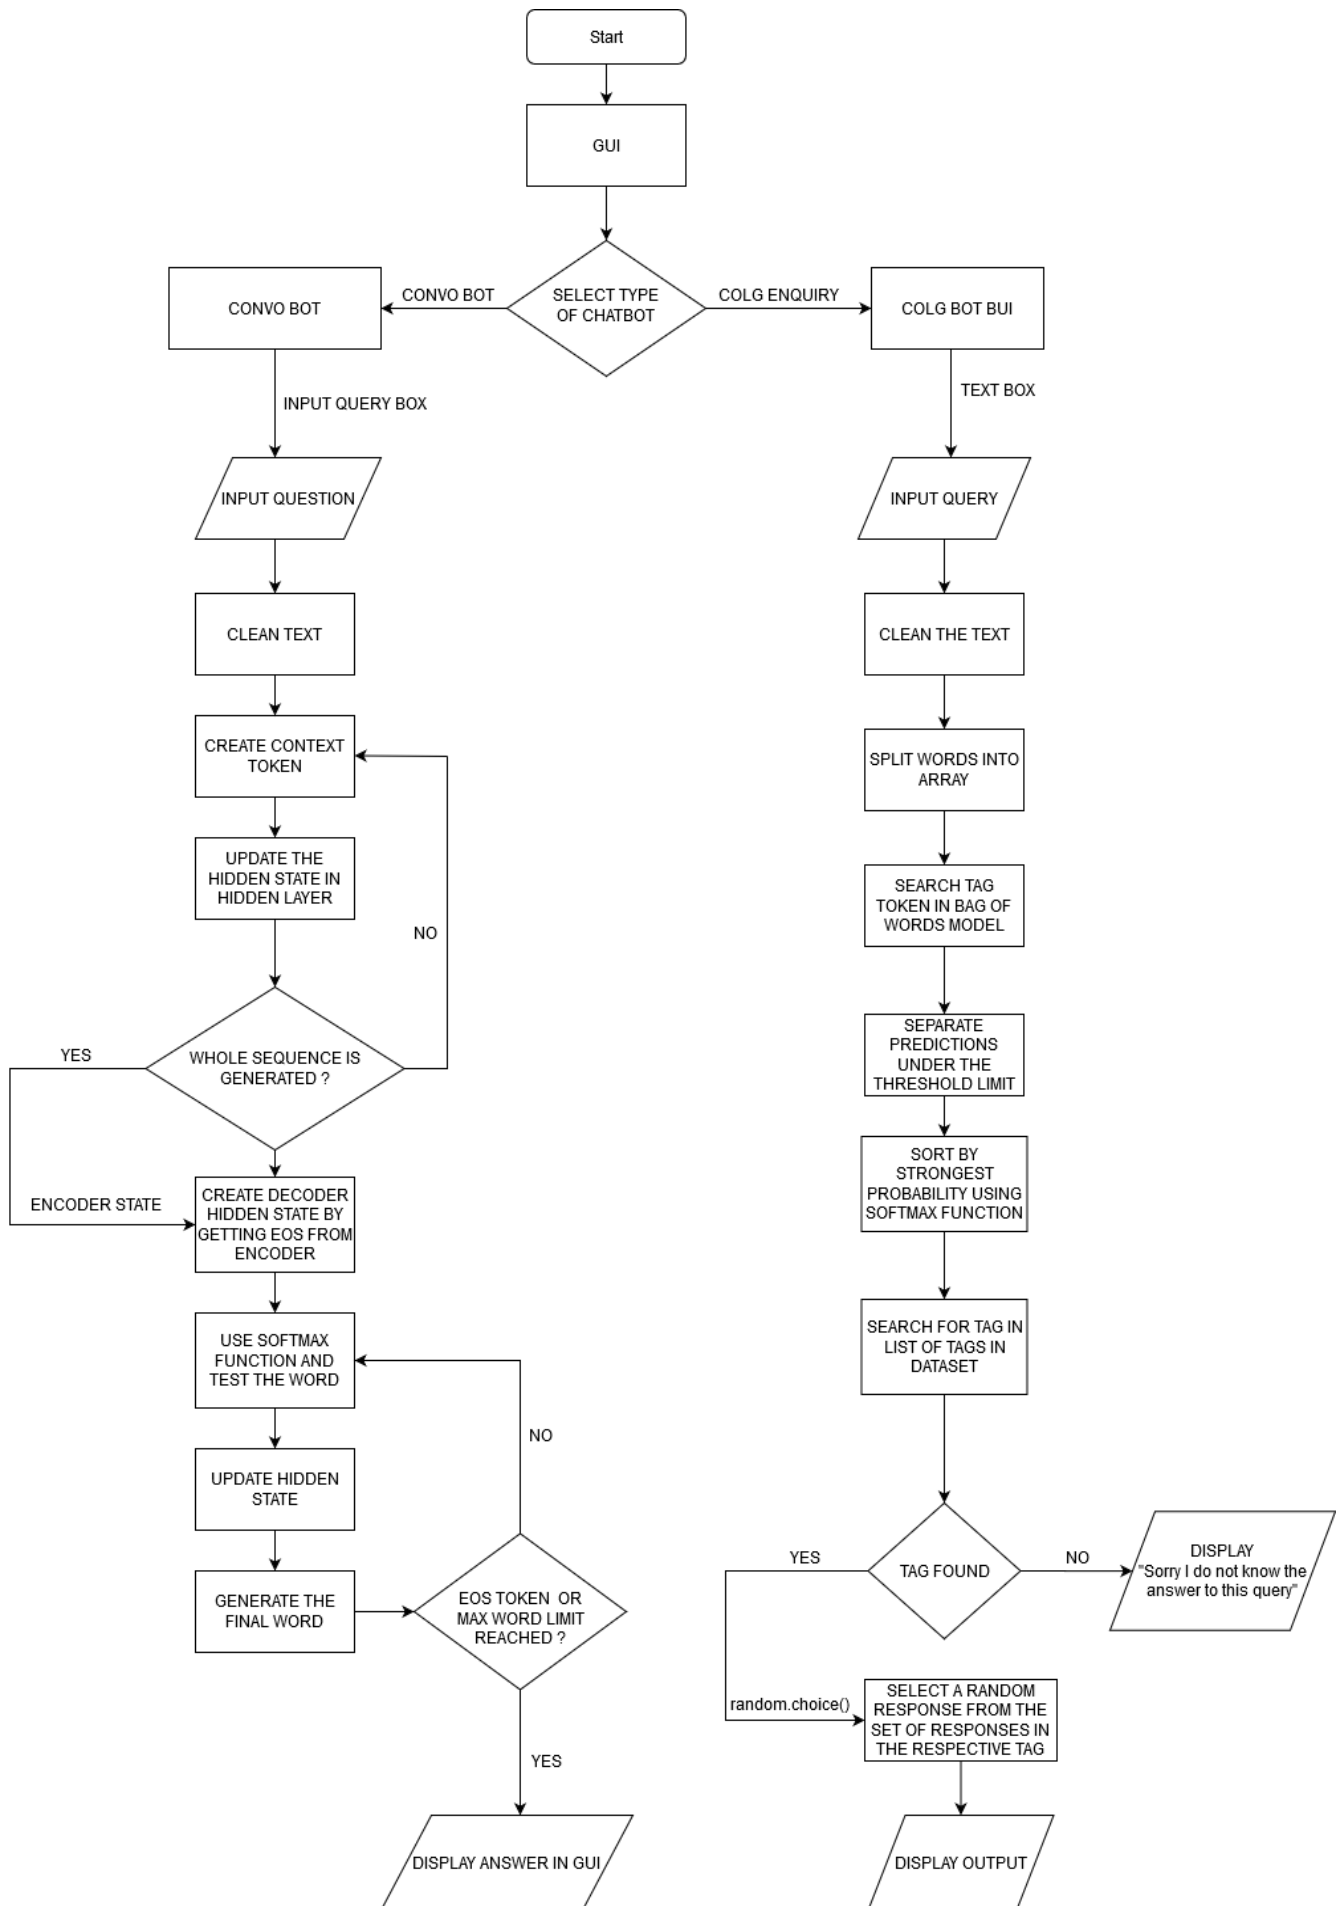 Start
GUI
SELECT TYPE
OF CHATBOT
CONVO BOT
COLG ENQUIRY
CONVO BOT
COLG BOT BUI
INPUT QUERY BOX
TEXT BOX
INPUT QUESTION
INPUT QUERY
CLEAN TEXT
CLEAN THE TEXT
CREATE CONTEXT
TOKEN
SPLIT WORDS INTO
ARRAY
UPDATE THE
HIDDEN STATE IN
HIDDEN LAYER
SEARCH TAG
TOKEN IN BAG OF
WORDS MODEL
NO
WHOLE SEQUENCE IS
GENERATED ?
YES
SEPARATE
PREDICTIONS
UNDER THE
THRESHOLD LIMIT
ENCODER STATE
CREATE DECODER
HIDDEN STATE BY
GETTING EOS FROM
ENCODER
SORT BY
STRONGEST
PROBABILITY USING
SOFTMAX FUNCTION
USE SOFTMAX
FUNCTION AND
TEST THE WORD
SEARCH FOR TAG IN
LIST OF TAGS IN
DATASET
NO
UPDATE HIDDEN
STATE
GENERATE THE
FINAL WORD
EOS TOKEN OR
MAX WORD LIMIT
REACHED ?
YES
TAG FOUND
NO
DISPLAY
"Sorry I do not know the
answer to this query"
random.choice()
SELECT A RANDOM
RESPONSE FROM THE
SET OF RESPONSES IN
THE RESPECTIVE TAG
YES
DISPLAY ANSWER IN GUI
DISPLAY OUTPUT